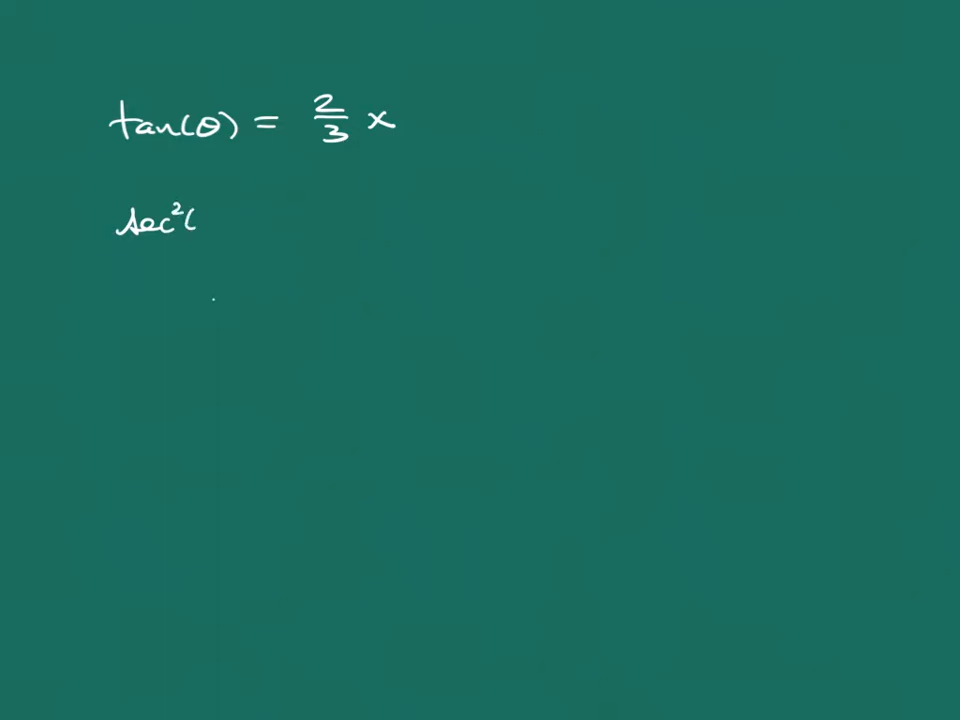 tan(θ) = 2/3 x
sec²(